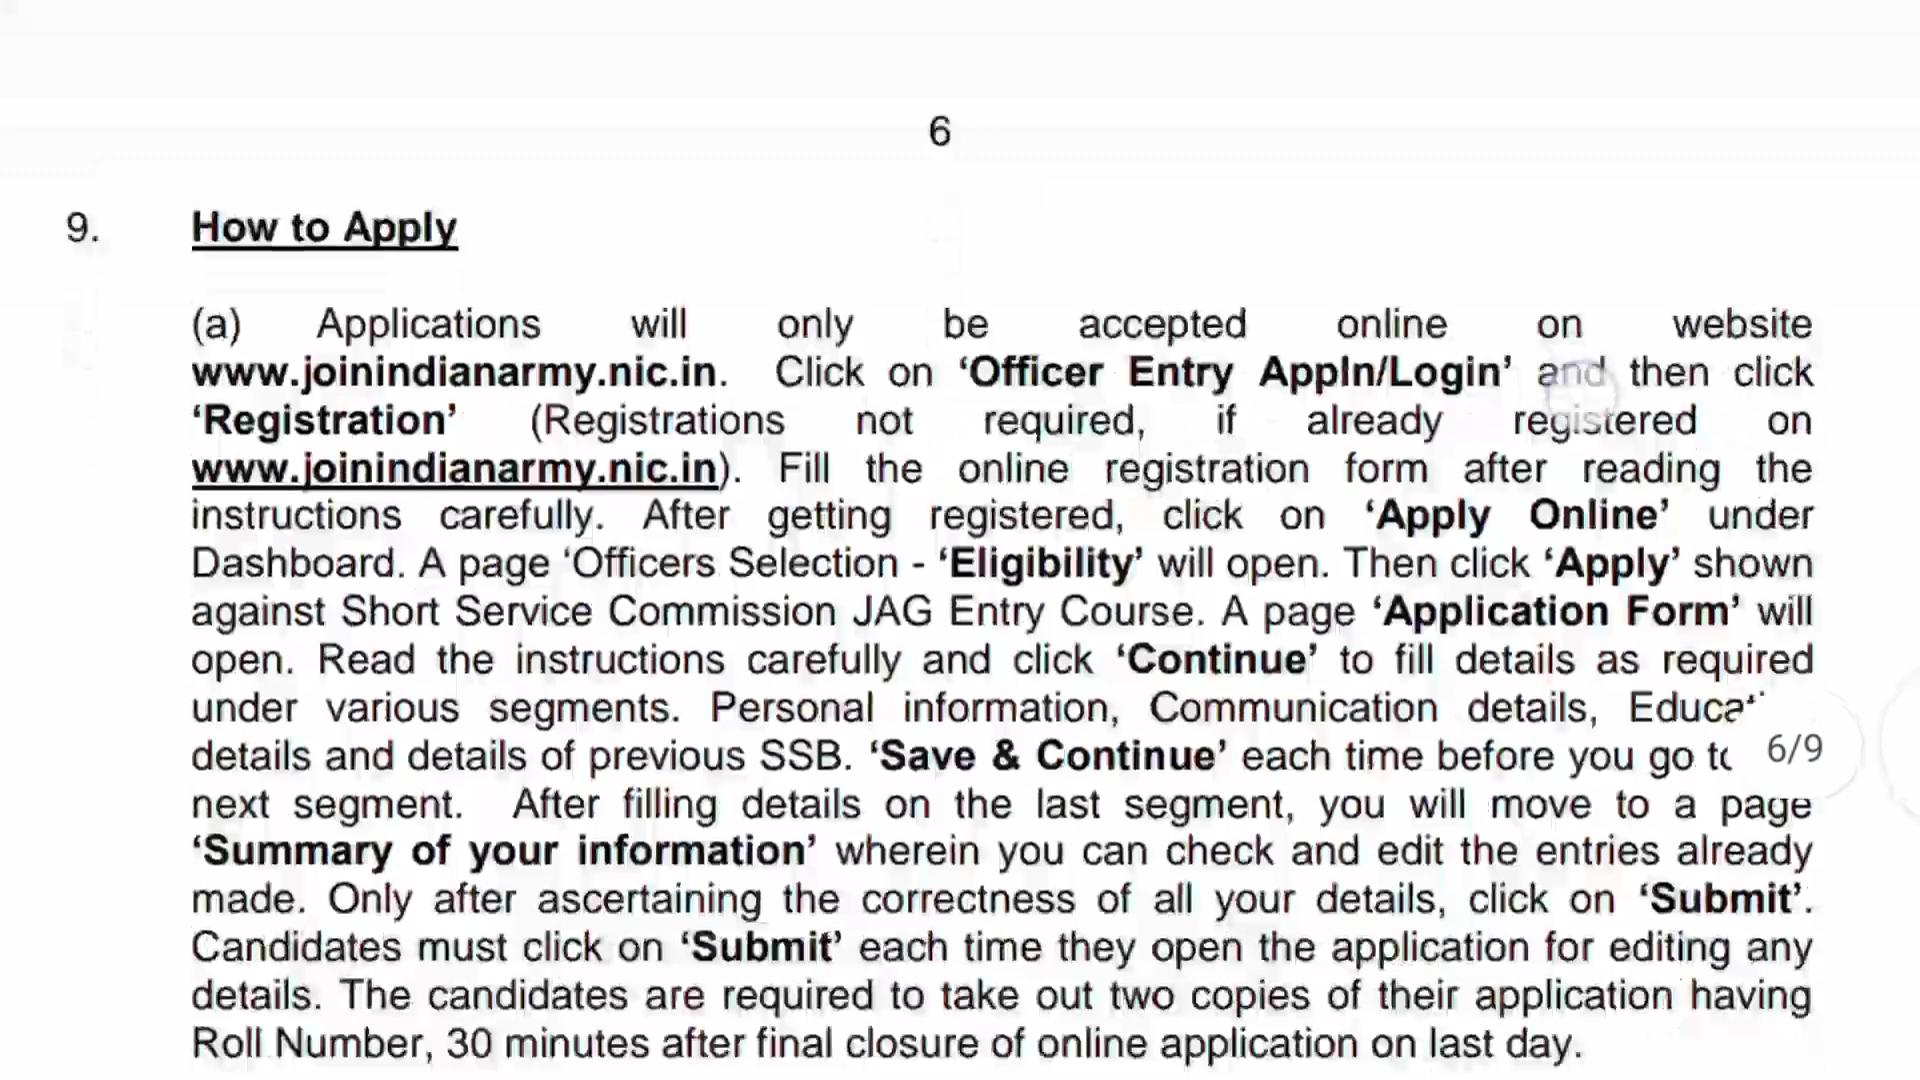 6
9. How to Apply
(a) Applications will only be accepted online on website
www.joinindianarmy.nic.in. Click on ‘Officer Entry Appln/Login’ and then click
‘Registration’ (Registrations not required, if already registered on
www.joinindianarmy.nic.in). Fill the online registration form after reading the
instructions carefully. After getting registered, click on ‘Apply Online’ under
Dashboard. A page ‘Officers Selection - ‘Eligibility’ will open. Then click ‘Apply’ shown
against Short Service Commission JAG Entry Course. A page ‘Application Form’ will
open. Read the instructions carefully and click ‘Continue’ to fill details as required
under various segments. Personal information, Communication details,
details and details of previous SSB. ‘Save & Continue’ each time before you go to
6/9
next segment. After filling details on the last segment, you will move to a page
‘Summary of your information’ wherein you can check and edit the entries already
made. Only after ascertaining the correctness of all your details, click on ‘Submit’.
Candidates must click on ‘Submit’ each time they open the application for editing any
details. The candidates are required to take out two copies of their application having
Roll Number, 30 minutes after final closure of online application on last day.